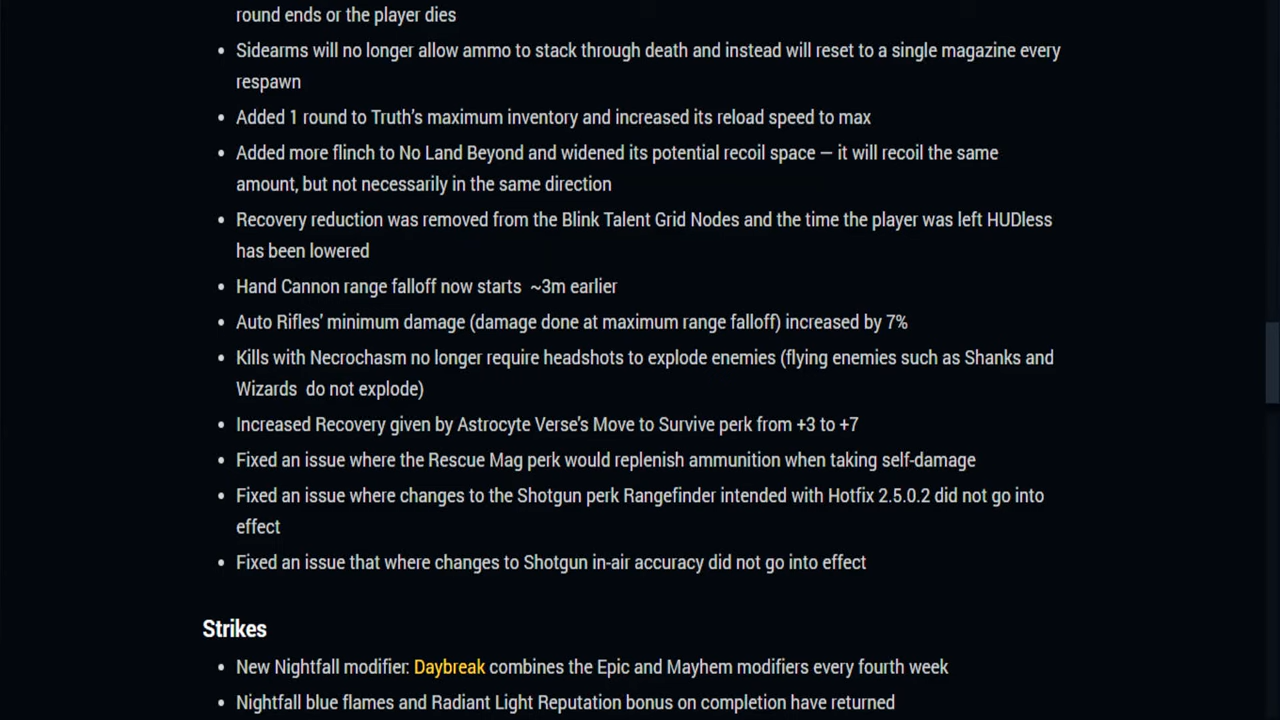 round ends or the player dies
• Sidearms will no longer allow ammo to stack through death and instead will reset to a single magazine every
respawn
• Added 1 round to Truth's maximum inventory and increased its reload speed to max
• Added more flinch to No Land Beyond and widened its potential recoil space — it will recoil the same
amount, but not necessarily in the same direction
• Recovery reduction was removed from the Blink Talent Grid Nodes and the time the player was left HUDless
has been lowered
• Hand Cannon range falloff now starts  ~3m earlier
• Auto Rifles' minimum damage (damage done at maximum range falloff) increased by 7%
• Kills with Necrochasm no longer require headshots to explode enemies (flying enemies such as Shanks and
Wizards  do not explode)
• Increased Recovery given by Astrocyte Verse's Move to Survive perk from +3 to +7
• Fixed an issue where the Rescue Mag perk would replenish ammunition when taking self-damage
• Fixed an issue where changes to the Shotgun perk Rangefinder intended with Hotfix 2.5.0.2 did not go into
effect
• Fixed an issue that where changes to Shotgun in-air accuracy did not go into effect
Strikes
• New Nightfall modifier: Daybreak combines the Epic and Mayhem modifiers every fourth week
• Nightfall blue flames and Radiant Light Reputation bonus on completion have returned